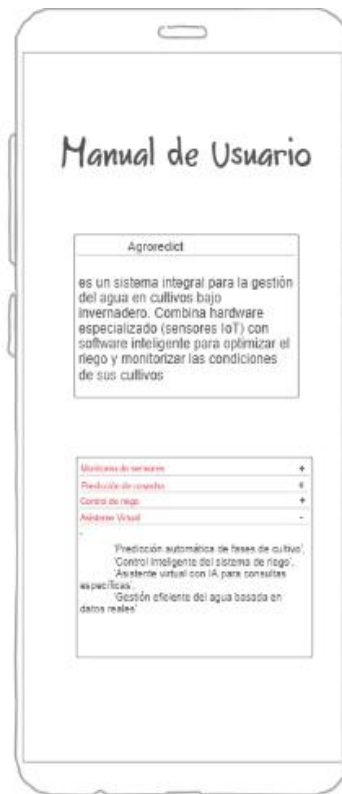 Manual de Usuario
Agroredict
es un sistema integral para la gestión
del agua en cultivos bajo
invernadero. Combina hardware
especializado (sensores IoT) con
software inteligente para optimizar el
riego y monitorizar las condiciones
de sus cultivos
Monitoreo de sensores +
Predicción de cosecha +
Control de riego +
Asistente Virtual -
'Predicción automática de fases de cultivo',
'Control inteligente del sistema de riego',
'Asistente virtual con IA para consultas
específicas',
'Gestión eficiente del agua basada en
datos reales'